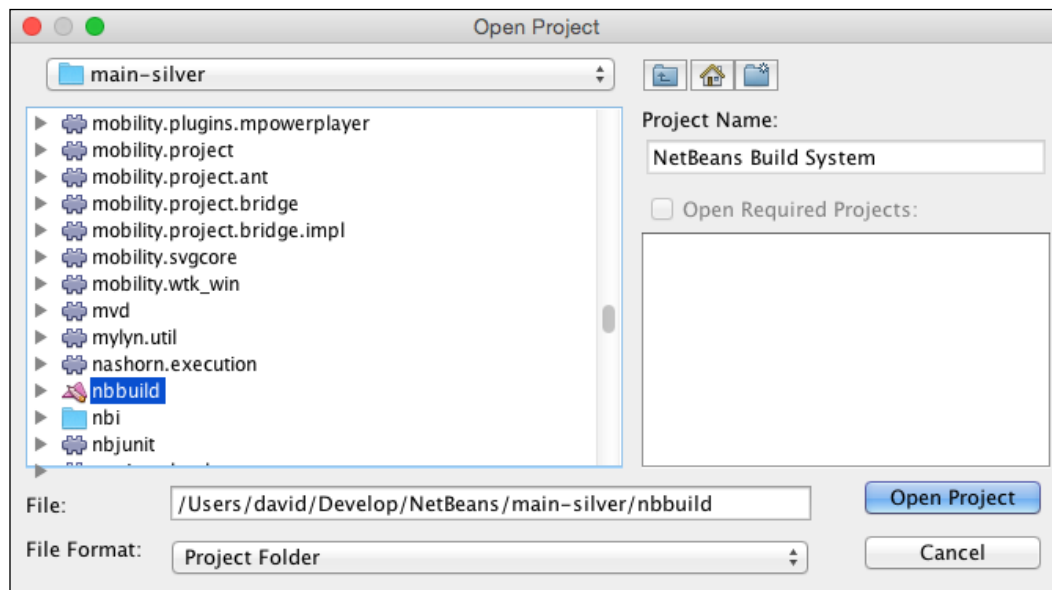 Open Project
main-silver
mobility.plugins.mpowerplayer
mobility.project
mobility.project.ant
mobility.project.bridge
mobility.project.bridge.impl
mobility.svgcore
mobility.wtk_win
mvd
mylyn.util
nashorn.execution
nbbuild
nbi
nbjunit
Project Name:
NetBeans Build System
Open Required Projects:
File:
/Users/david/Develop/NetBeans/main-silver/nbbuild
Open Project
File Format:
Project Folder
Cancel